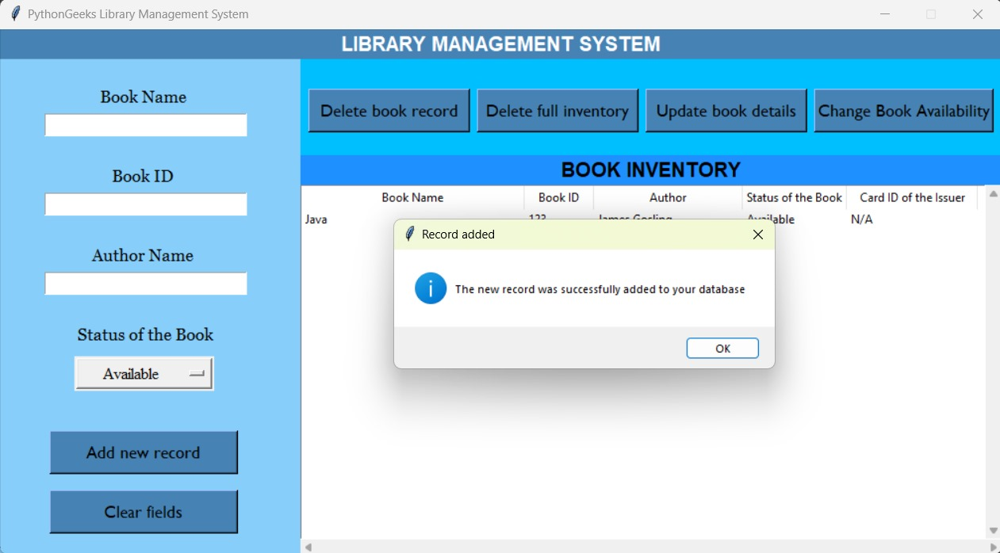 PythonGeeks Library Management System
LIBRARY MANAGEMENT SYSTEM
Book Name
Book ID
Author Name
Status of the Book
Available
Add new record
Clear fields
Delete book record Delete full inventory Update book details Change Book Availability
BOOK INVENTORY
Book Name Book ID Author Status of the Book Card ID of the Issuer
Java James Gosling Available N/A
Record added
The new record was successfully added to your database
OK